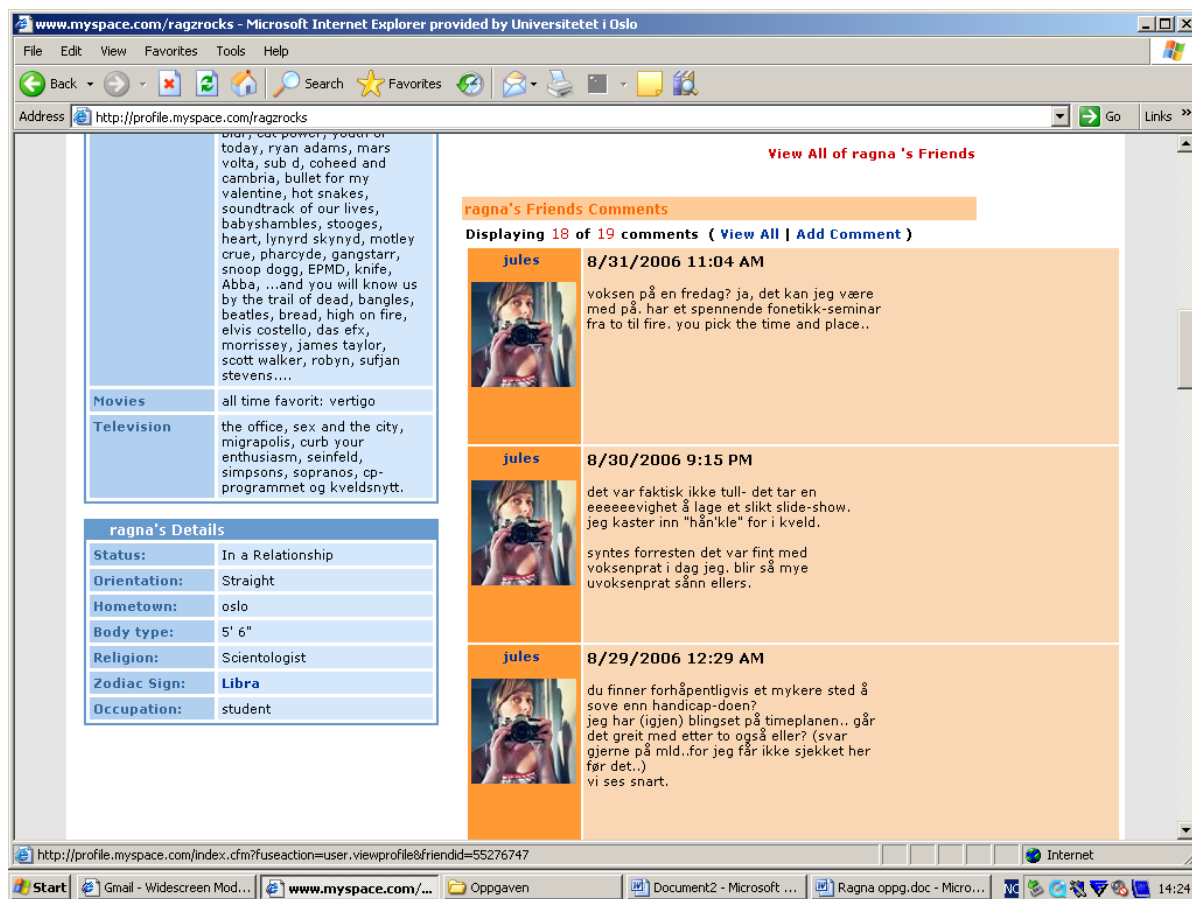 www.myspace.com/ragzrocks - Microsoft Internet Explorer provided by Universitetet i Oslo
File Edit View Favorites Tools Help
Back Search Favorites
Address http://profile.myspace.com/ragzrocks Go Links »
blur, cat power, youth of
today, ryan adams, mars
volta, sub d, coheed and
cambria, bullet for my
valentine, hot snakes,
soundtrack of our lives,
babyshambles, stooges,
heart, lynyrd skynyd, motley
crue, pharcyde, gangstarr,
snoop dogg, EPMD, knife,
Abba, ...and you will know us
by the trail of dead, bangles,
beatles, bread, high on fire,
elvis costello, das efx,
morrissey, james taylor,
scott walker, robyn, sufjan
stevens....
Movies all time favorit: vertigo
Television the office, sex and the city,
migrapolis, curb your
enthusiasm, seinfeld,
simpsons, sopranos, cp-
programmet og kveldsnytt.
ragna's Details
Status: In a Relationship
Orientation: Straight
Hometown: oslo
Body type: 5' 6"
Religion: Scientologist
Zodiac Sign: Libra
Occupation: student
View All of ragna 's Friends
ragna's Friends Comments
Displaying 18 of 19 comments ( View All | Add Comment )
jules
8/31/2006 11:04 AM
voksen på en fredag? ja, det kan jeg være
med på. har et spennende fonetikk-seminar
fra to til fire. you pick the time and place..
jules
8/30/2006 9:15 PM
det var faktisk ikke tull- det tar en
eeeeeevighet å lage et slikt slide-show.
jeg kaster inn "hån'kle" for i kveld.
syntes forresten det var fint med
voksenprat i dag jeg. blir så mye
uvoksenprat sånn ellers.
jules
8/29/2006 12:29 AM
du finner forhåpentligvis et mykere sted å
sove enn handicap-doen?
jeg har (igjen) blingset på timeplanen.. går
det greit med etter to også eller? (svar
gjerne på mld..for jeg får ikke sjekket her
før det..)
vi ses snart.
http://profile.myspace.com/index.cfm?fuseaction=user.viewprofile&friendid=55276747 Internet
Start Gmail - Widescreen Mod... www.myspace.com/... Oppgaven Document2 - Microsoft ... Ragna oppg.doc - Micro... NO 14:24